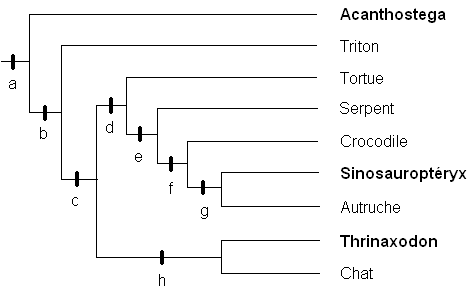 Acanthostega
Triton
a
Tortue
b
d
Serpent
e
Crocodile
f
Sinosauroptéryx
c
g
Autruche
Thrinaxodon
h
Chat